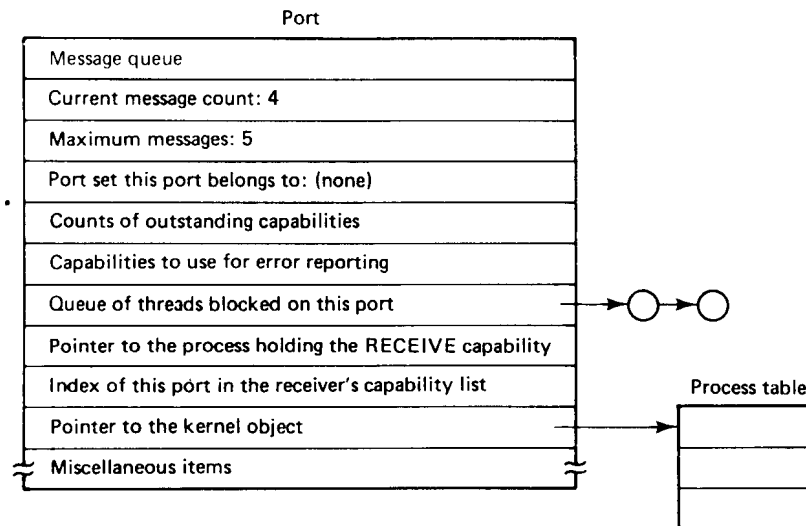 Port
Message queue
Current message count: 4
Maximum messages: 5
Port set this port belongs to: (none)
Counts of outstanding capabilities
Capabilities to use for error reporting
Queue of threads blocked on this port
Pointer to the process holding the RECEIVE capability
Index of this port in the receiver's capability list
Process table
Pointer to the kernel object
Miscellaneous items